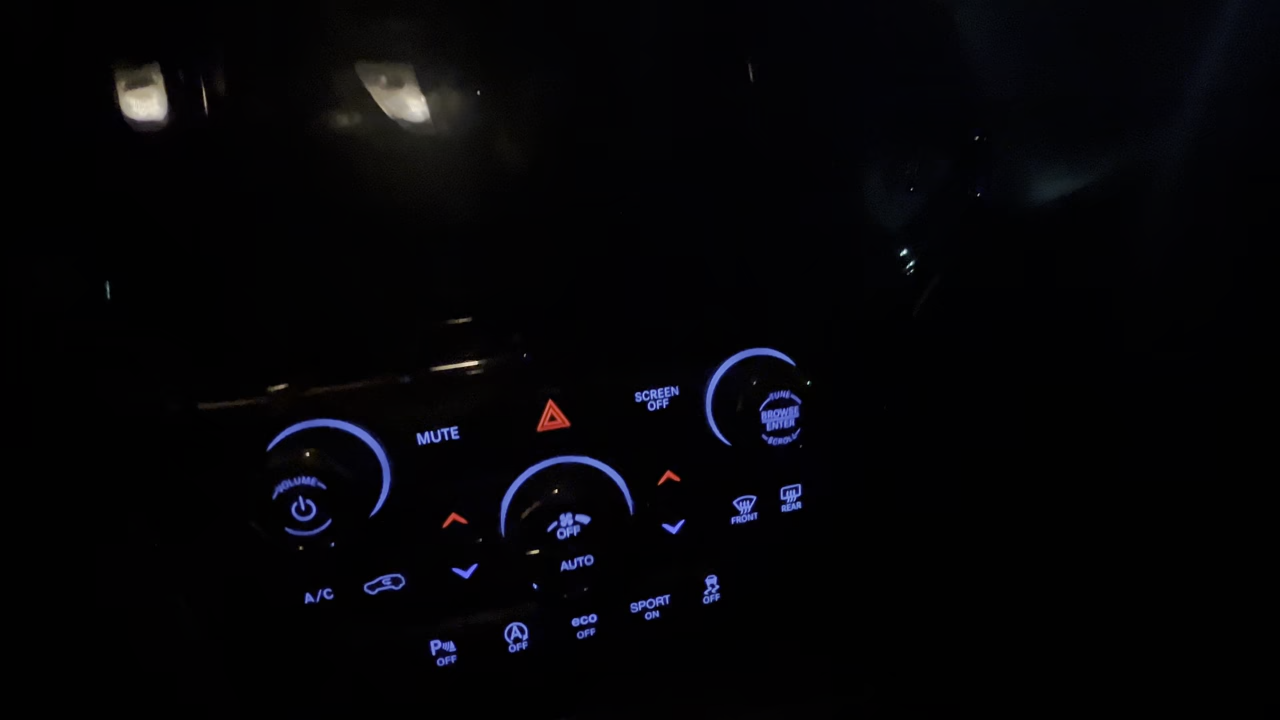 SCREEN
OFF
MUTE
TUNE
BROWSE
ENTER
SCROLL
VOLUME
OFF
FRONT
REAR
AUTO
A/C
SPORT
ON
OFF
eco
OFF
A
OFF
P
OFF